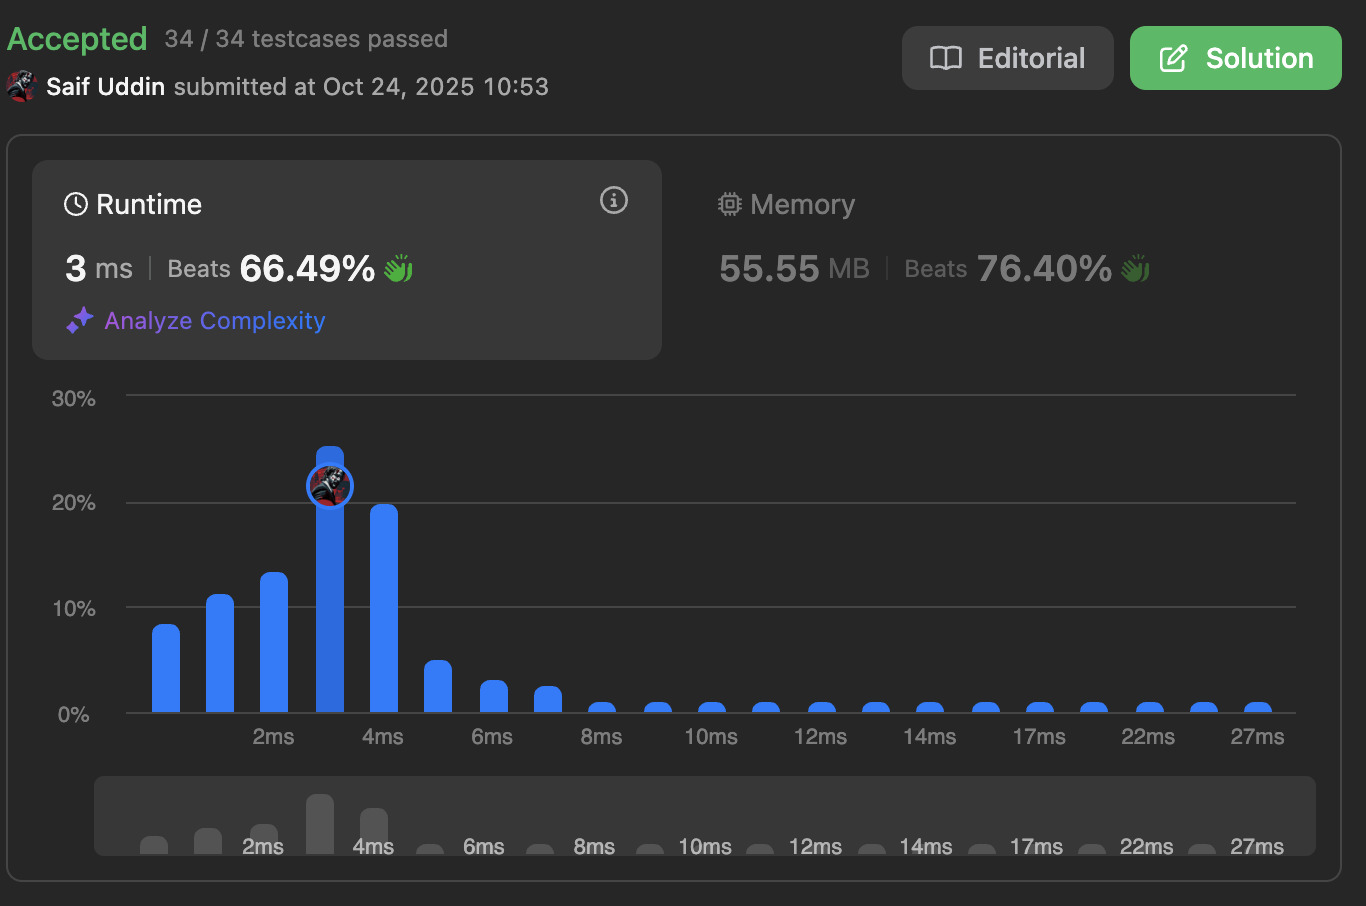 Accepted 34 / 34 testcases passed
Editorial
Solution
Saif Uddin submitted at Oct 24, 2025 10:53
Runtime
3 ms | Beats 66.49%
Analyze Complexity
Memory
55.55 MB | Beats 76.40%
30%
20%
10%
0%
2ms 4ms 6ms 8ms 10ms 12ms 14ms 17ms 22ms 27ms
2ms 4ms 6ms 8ms 10ms 12ms 14ms 17ms 22ms 27ms